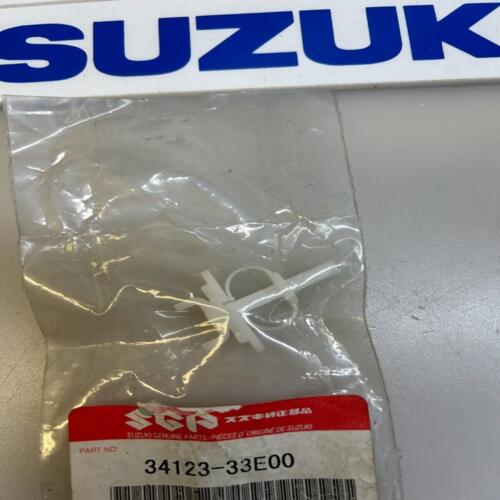 SUZUKI
SGP スズキ純正部品
SUZUKI GENUINE PARTS · PIÈCES D'ORIGINE DE SUZUKI
PART NO.
34123-33E00